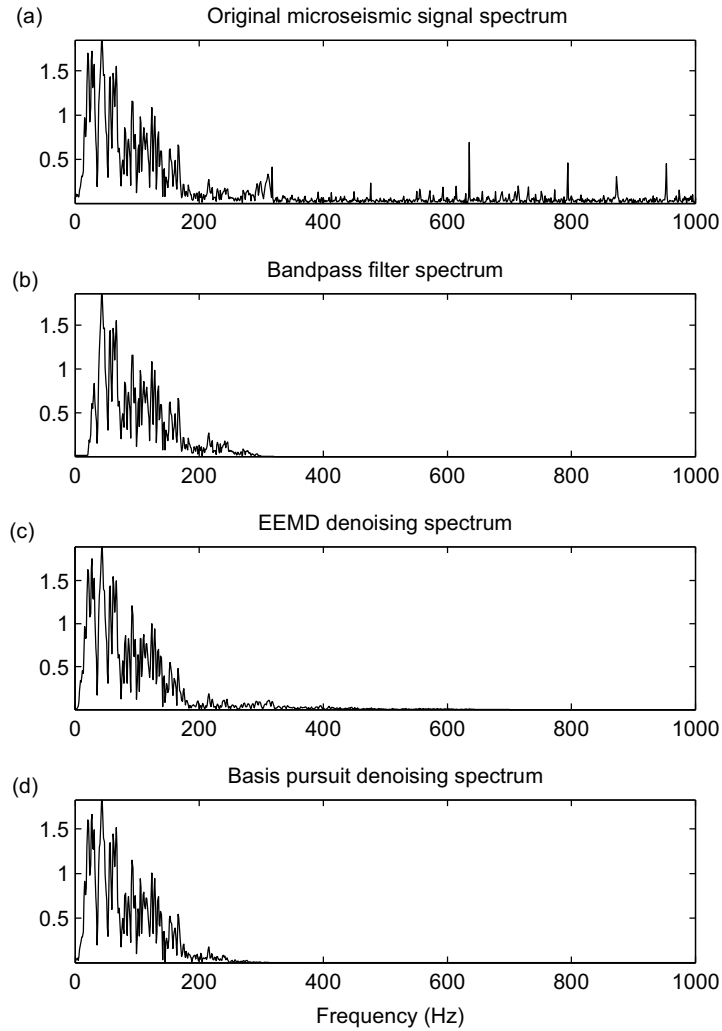 (a)
Original microseismic signal spectrum
1.5
1
0.5
0 200 400 600 800 1000
(b)
Bandpass filter spectrum
1.5
1
0.5
0 200 400 600 800 1000
(c)
EEMD denoising spectrum
1.5
1
0.5
0 200 400 600 800 1000
(d)
Basis pursuit denoising spectrum
1.5
1
0.5
0 200 400 600 800 1000
Frequency (Hz)